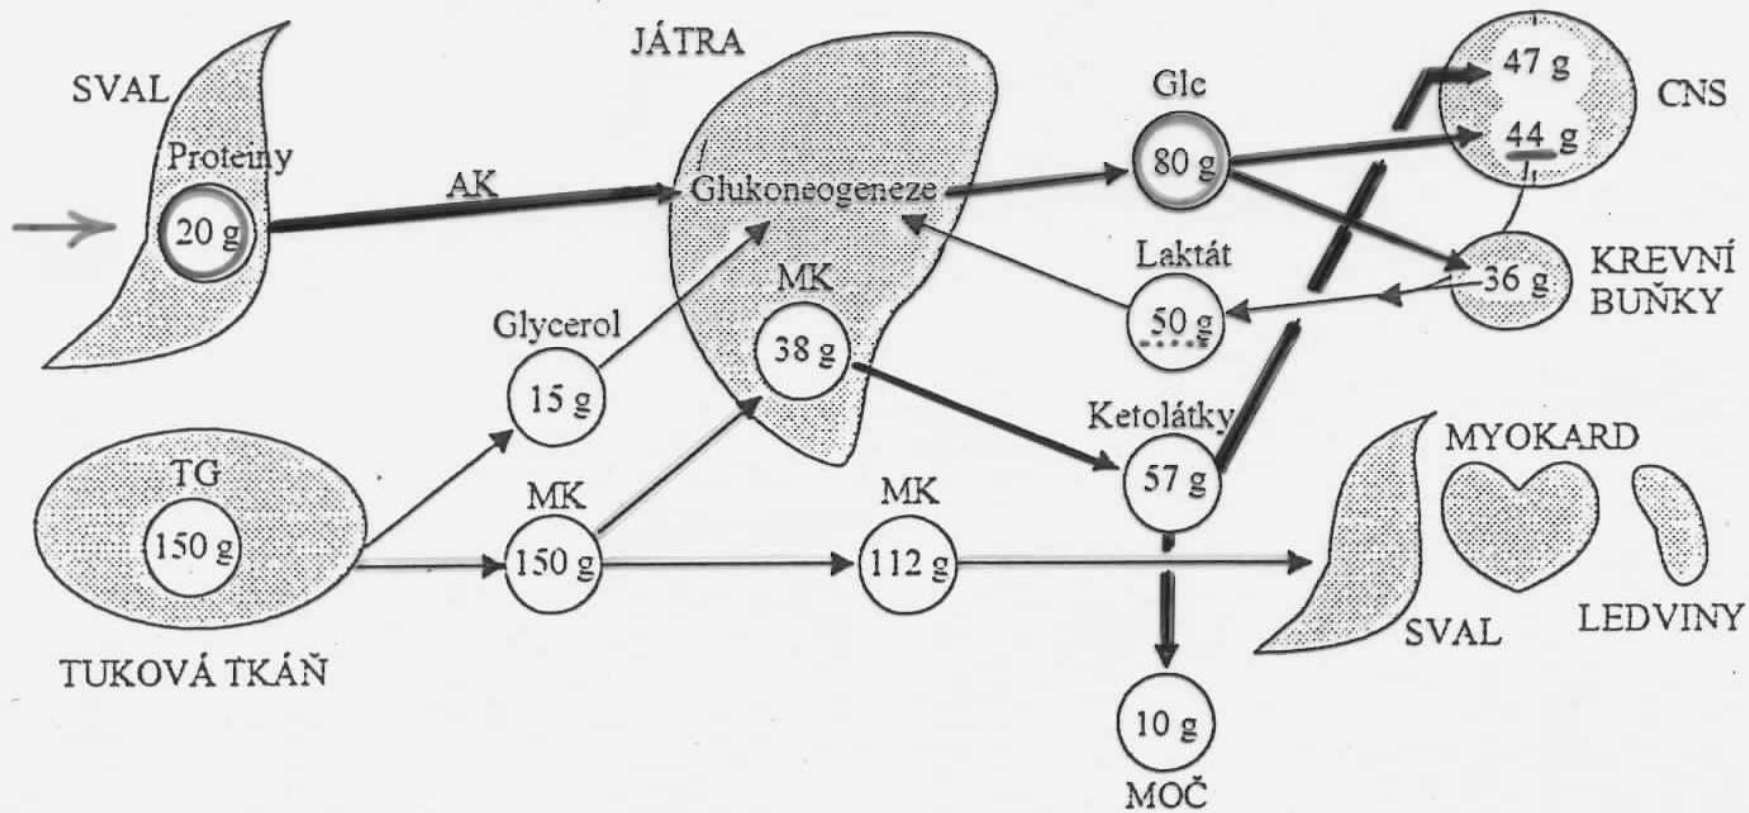 SVAL
Proteiny
20 g
AK
JÁTRA
Glukoneogeneze
MK
38 g
Glycerol
15 g
TG
150 g
TUKOVÁ TKÁŇ
MK
150 g
MK
112 g
Glc
80 g
Laktát
50 g
Ketolátky
57 g
10 g
MOČ
47 g
44 g
CNS
36 g
KREVNÍ
BUŇKY
MYOKARD
SVAL
LEDVINY